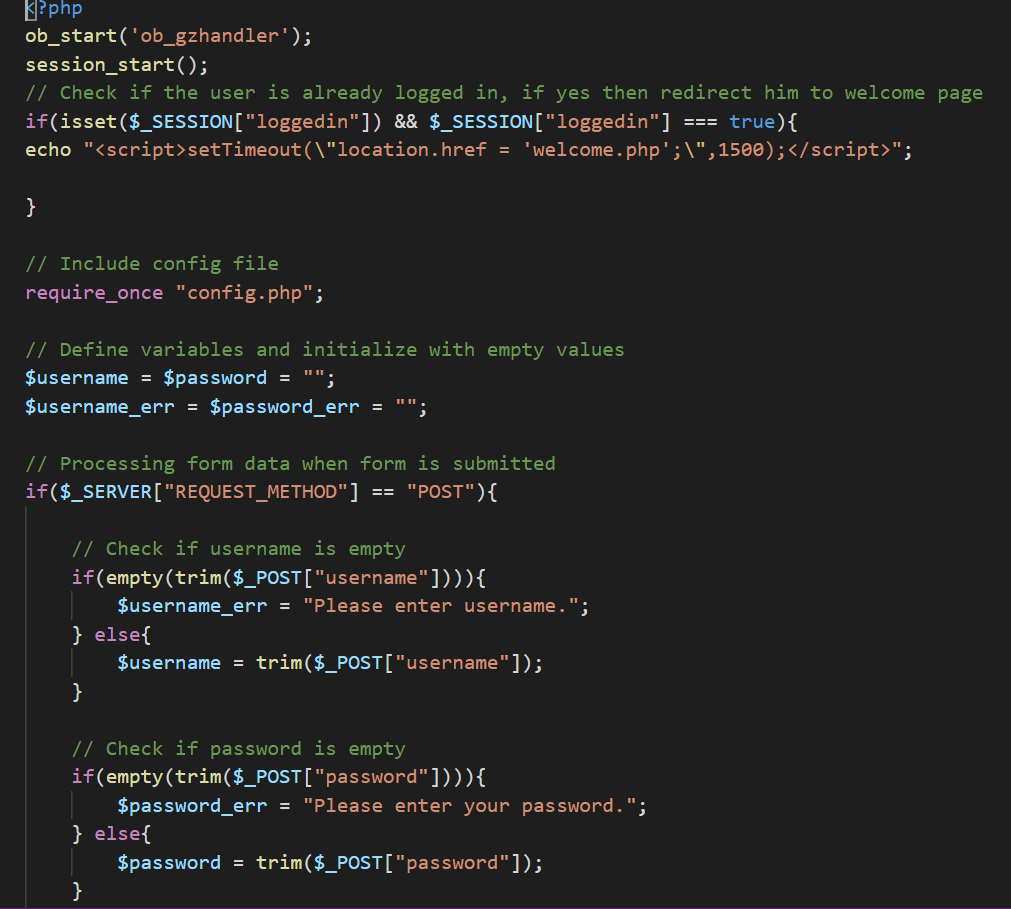 <?php
ob_start('ob_gzhandler');
session_start();
// Check if the user is already logged in, if yes then redirect him to welcome page
if(isset($_SESSION["loggedin"]) && $_SESSION["loggedin"] === true){
echo "<script>setTimeout(\"location.href = 'welcome.php';\",1500);</script>";
}
// Include config file
require_once "config.php";
// Define variables and initialize with empty values
$username = $password = "";
$username_err = $password_err = "";
// Processing form data when form is submitted
if($_SERVER["REQUEST_METHOD"] == "POST"){
// Check if username is empty
if(empty(trim($_POST["username"]))){
$username_err = "Please enter username.";
} else{
$username = trim($_POST["username"]);
}
// Check if password is empty
if(empty(trim($_POST["password"]))){
$password_err = "Please enter your password.";
} else{
$password = trim($_POST["password"]);
}